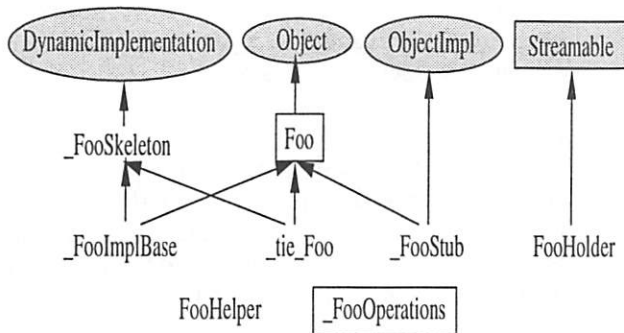 DynamicImplementation Object ObjectImpl Streamable
_FooSkeleton Foo
_FooImplBase _tie_Foo _FooStub FooHolder
FooHelper _FooOperations